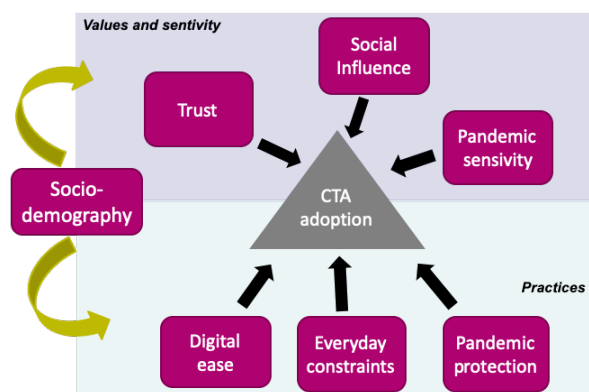 Values and sentivity
Social
Influence
Trust
Pandemic
sensivity
Socio-
demography
CTA
adoption
Practices
Digital
ease
Everyday
constraints
Pandemic
protection